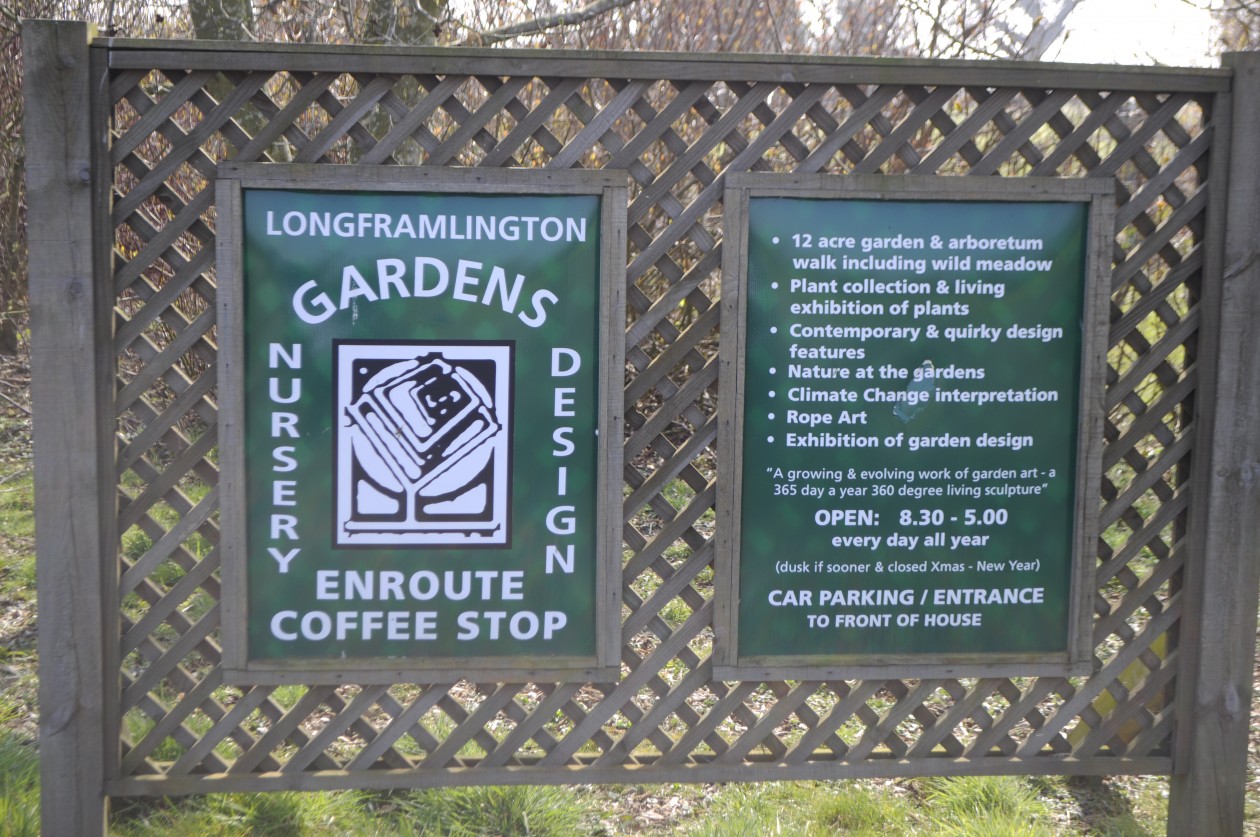 LONGFRAMLINGTON
GARDENS
NURSERY
DESIGN
ENROUTE
COFFEE STOP
• 12 acre garden & arboretum
walk including wild meadow
• Plant collection & living
exhibition of plants
• Contemporary & quirky design
features
• Nature at the gardens
• Climate Change interpretation
• Rope Art
• Exhibition of garden design
"A growing & evolving work of garden art - a
365 day a year 360 degree living sculpture"
OPEN: 8.30 - 5.00
every day all year
(dusk if sooner & closed Xmas - New Year)
CAR PARKING / ENTRANCE
TO FRONT OF HOUSE